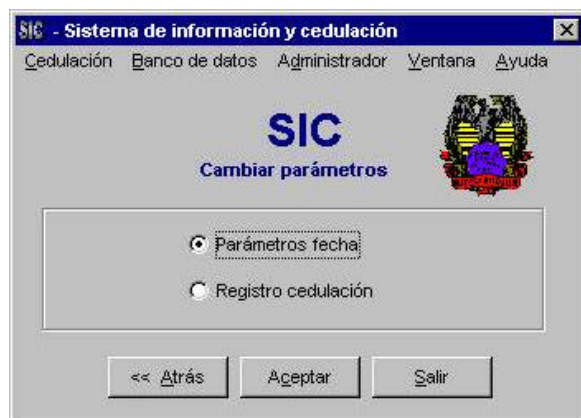 SIC - Sistema de información y cedulación
Cedulación Banco de datos Administrador Ventana Ayuda
SIC
Cambiar parámetros
Parámetros fecha
Registro cedulación
<< Atrás Aceptar Salir